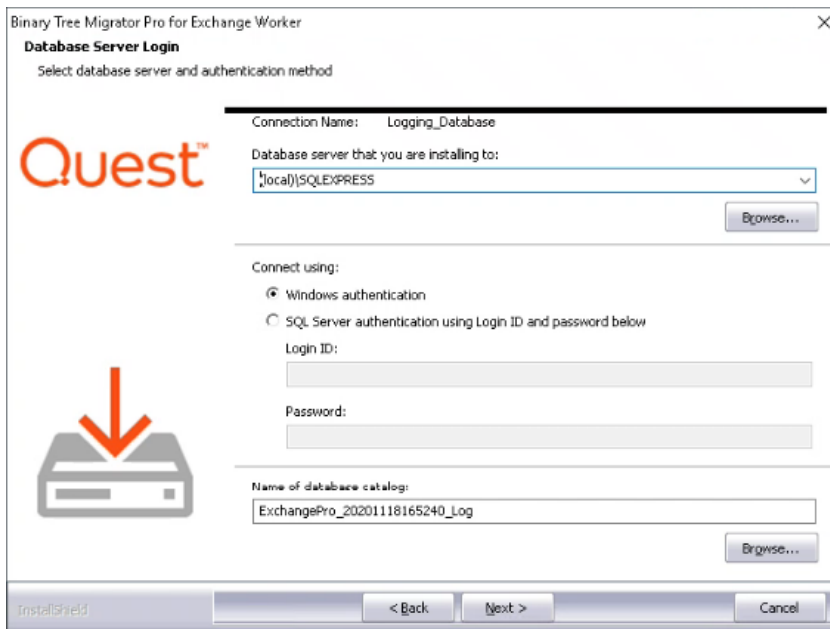 Binary Tree Migrator Pro for Exchange Worker
Database Server Login
Select database server and authentication method
Quest™
Connection Name: Logging_Database
Database server that you are installing to:
(local)\SQLEXPRESS
Browse...
Connect using:
Windows authentication
SQL Server authentication using Login ID and password below
Login ID:
Password:
Name of database catalog:
ExchangePro_20201118165240_Log
Browse...
InstallShield
< Back
Next >
Cancel